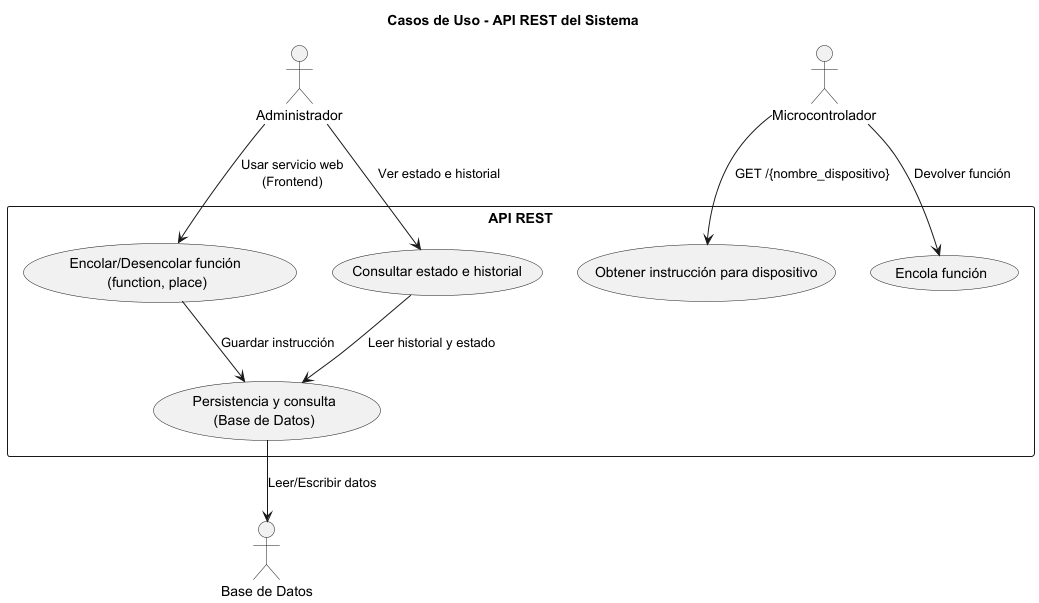 Casos de Uso - API REST del Sistema
Administrador
Microcontrolador
Usar servicio web
(Frontend)
Ver estado e historial
GET /{nombre_dispositivo}
Devolver función
API REST
Encolar/Desencolar función
(function, place)
Consultar estado e historial
Obtener instrucción para dispositivo
Encola función
Guardar instrucción
Leer historial y estado
Persistencia y consulta
(Base de Datos)
Leer/Escribir datos
Base de Datos